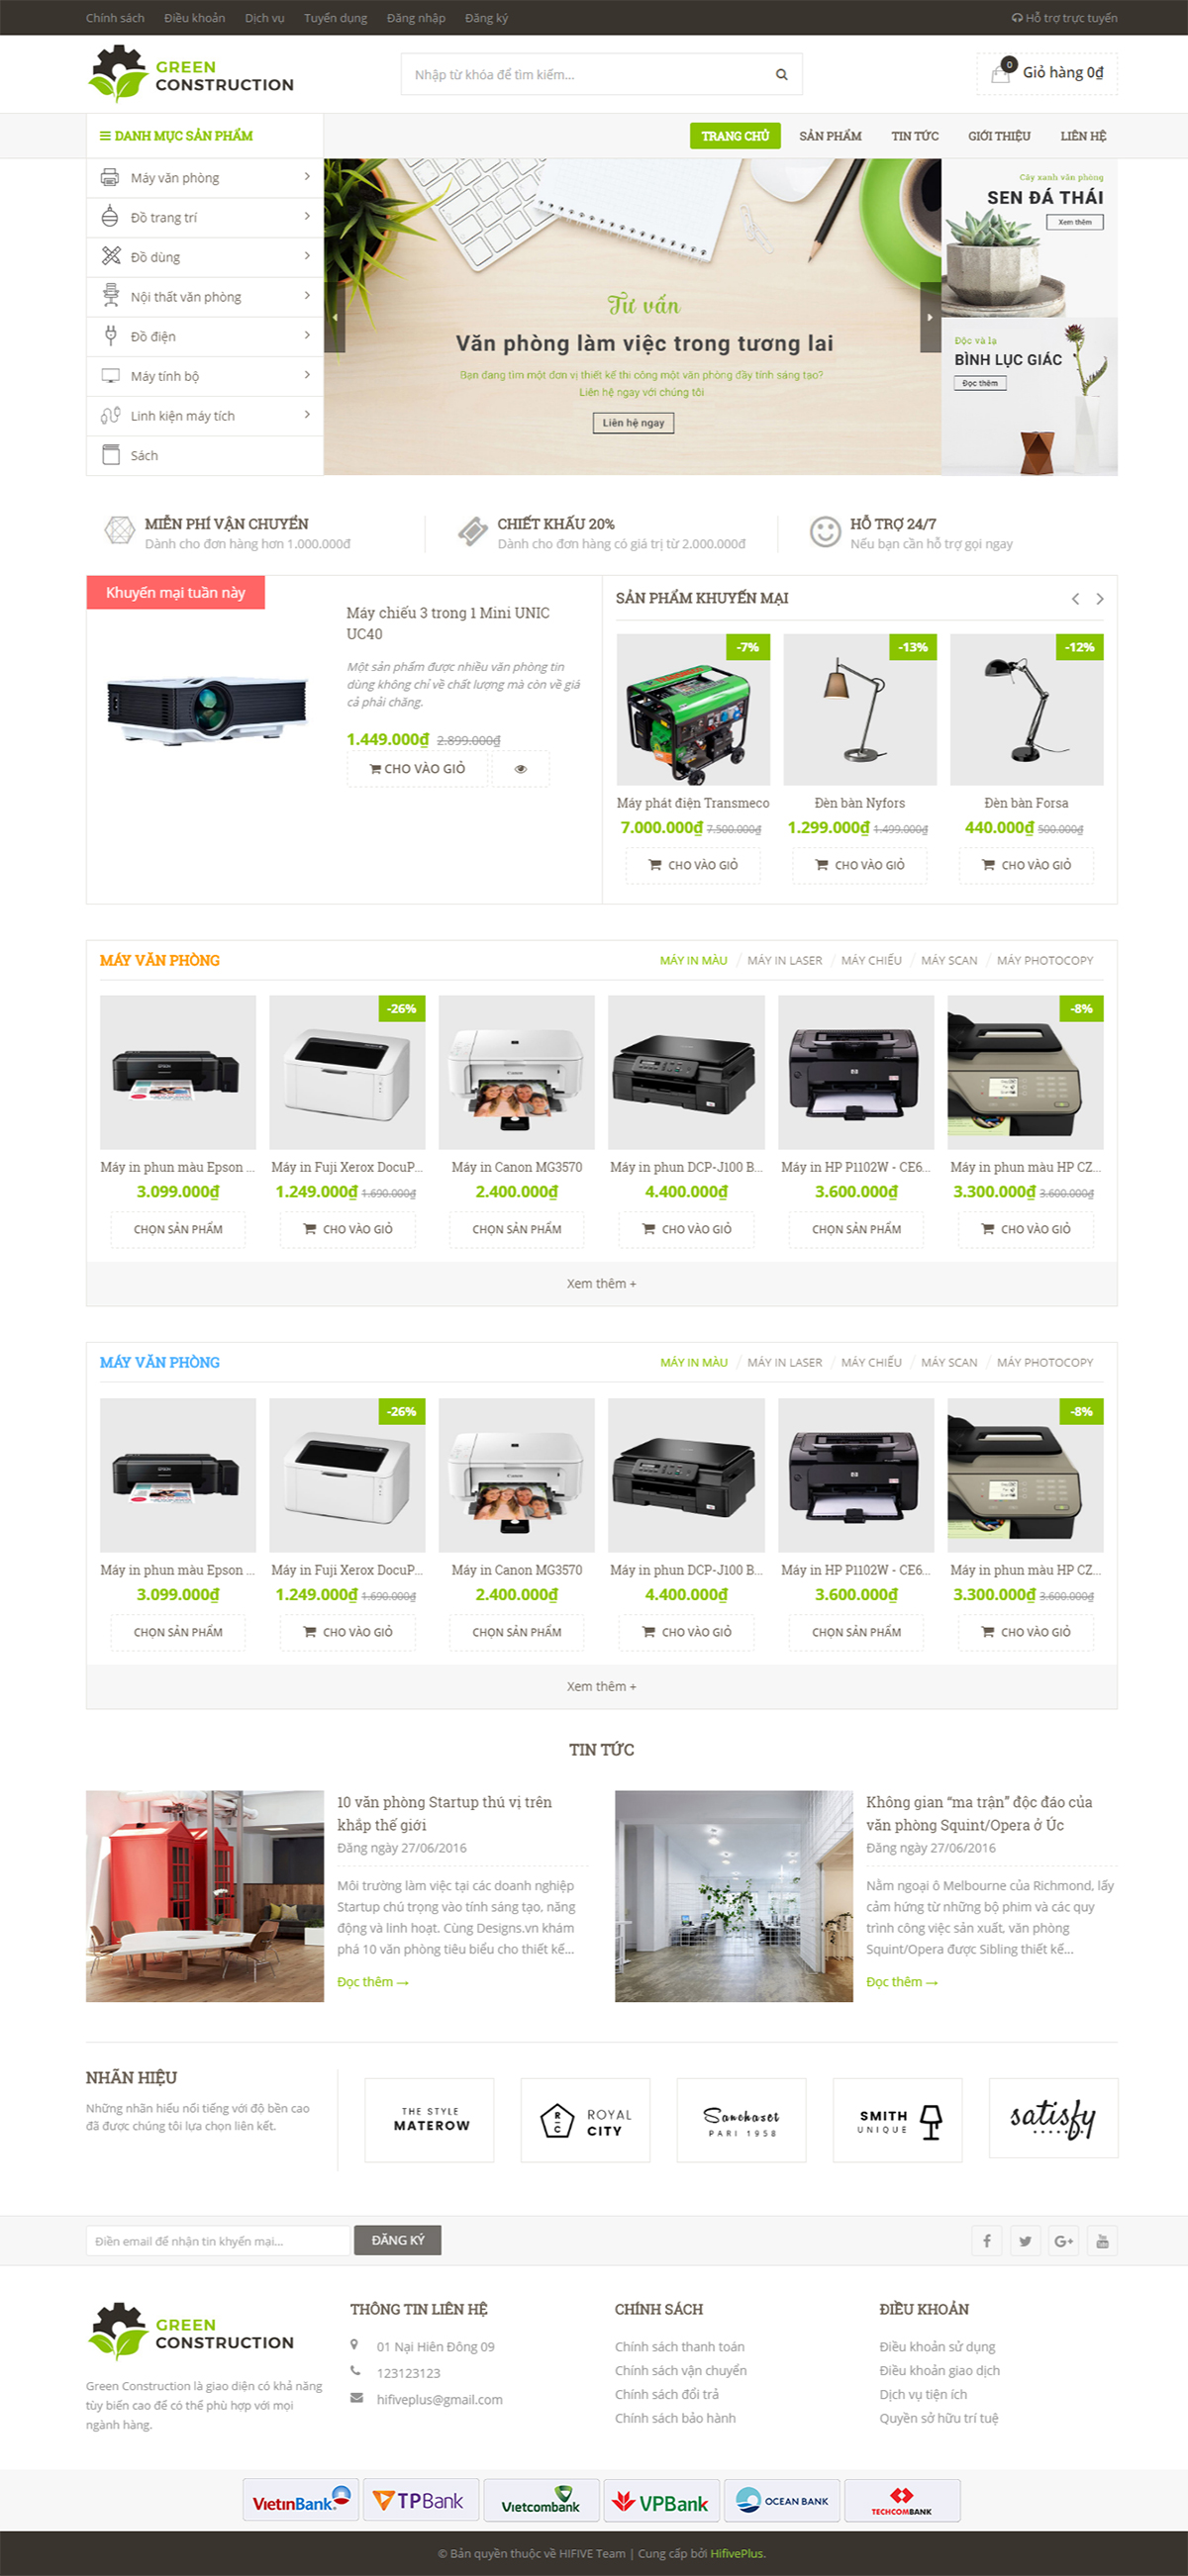 Chính sách Điều khoản Dịch vụ Tuyển dụng Đăng nhập Đăng ký
Hỗ trợ trực tuyến
GREEN
CONSTRUCTION
Nhập từ khóa để tìm kiếm...
0
Giỏ hàng 0₫
DANH MỤC SẢN PHẨM
TRANG CHỦ SẢN PHẨM TIN TỨC GIỚI THIỆU LIÊN HỆ
Máy văn phòng
Đồ trang trí
Đồ dùng
Nội thất văn phòng
Đồ điện
Máy tính bộ
Linh kiện máy tích
Sách
Tư vấn
Văn phòng làm việc trong tương lai
Bạn đang tìm một đơn vị thiết kế thi công một văn phòng đầy tính sáng tạo?
Liên hệ ngay với chúng tôi
Liên hệ ngay
Cây xanh văn phòng
SEN ĐÁ THÁI
Xem thêm
Độc và lạ
BÌNH LỤC GIÁC
Đọc thêm
MIỄN PHÍ VẬN CHUYỂN
Dành cho đơn hàng hơn 1.000.000đ
CHIẾT KHẤU 20%
Dành cho đơn hàng có giá trị từ 2.000.000đ
HỖ TRỢ 24/7
Nếu bạn cần hỗ trợ gọi ngay
Khuyến mại tuần này
Máy chiếu 3 trong 1 Mini UNIC
UC40
Một sản phẩm được nhiều văn phòng tin
dùng không chỉ về chất lượng mà còn về giá
cả phải chăng.
1.449.000₫ 2.899.000₫
CHO VÀO GIỎ
SẢN PHẨM KHUYẾN MẠI
-7% -13% -12%
Máy phát điện Transmeco Đèn bàn Nyfors Đèn bàn Forsa
7.000.000₫ 7.500.000₫ 1.299.000₫ 1.499.000₫ 440.000₫ 500.000₫
CHO VÀO GIỎ CHO VÀO GIỎ CHO VÀO GIỎ
MÁY VĂN PHÒNG
MÁY IN MÀU / MÁY IN LASER / MÁY CHIẾU / MÁY SCAN / MÁY PHOTOCOPY
-26% -8%
Máy in phun màu Epson ... Máy in Fuji Xerox DocuP... Máy in Canon MG3570 Máy in phun DCP-J100 B... Máy in HP P1102W - CE6... Máy in phun màu HP CZ...
3.099.000₫ 1.249.000₫ 1.690.000₫ 2.400.000₫ 4.400.000₫ 3.600.000₫ 3.300.000₫ 3.600.000₫
CHỌN SẢN PHẨM CHO VÀO GIỎ CHỌN SẢN PHẨM CHO VÀO GIỎ CHỌN SẢN PHẨM CHO VÀO GIỎ
Xem thêm +
MÁY VĂN PHÒNG
MÁY IN MÀU / MÁY IN LASER / MÁY CHIẾU / MÁY SCAN / MÁY PHOTOCOPY
-26% -8%
Máy in phun màu Epson ... Máy in Fuji Xerox DocuP... Máy in Canon MG3570 Máy in phun DCP-J100 B... Máy in HP P1102W - CE6... Máy in phun màu HP CZ...
3.099.000₫ 1.249.000₫ 1.690.000₫ 2.400.000₫ 4.400.000₫ 3.600.000₫ 3.300.000₫ 3.600.000₫
CHỌN SẢN PHẨM CHO VÀO GIỎ CHỌN SẢN PHẨM CHO VÀO GIỎ CHỌN SẢN PHẨM CHO VÀO GIỎ
Xem thêm +
TIN TỨC
10 văn phòng Startup thú vị trên
khắp thế giới
Đăng ngày 27/06/2016
Môi trường làm việc tại các doanh nghiệp
Startup chú trọng vào tính sáng tạo, năng
động và linh hoạt. Cùng Designs.vn khám
phá 10 văn phòng tiêu biểu cho thiết kế...
Đọc thêm →
Không gian “ma trận” độc đáo của
văn phòng Squint/Opera ở Úc
Đăng ngày 27/06/2016
Nằm ngoại ô Melbourne của Richmond, lấy
cảm hứng từ những bộ phim và các quy
trình công việc sản xuất, văn phòng
Squint/Opera được Sibling thiết kế...
Đọc thêm →
NHÃN HIỆU
Những nhãn hiểu nổi tiếng với độ bền cao
đã được chúng tôi lựa chọn liên kết.
THE STYLE
MATEROW
R C
ROYAL
CITY
PARI 1958
SMITH
UNIQUE
satisfy
Điền email để nhận tin khyến mại...
ĐĂNG KÝ
GREEN
CONSTRUCTION
Green Construction là giao diện có khả năng
tùy biến cao để có thể phù hợp với mọi
ngành hàng.
THÔNG TIN LIÊN HỆ
01 Nại Hiên Đông 09
123123123
hifiveplus@gmail.com
CHÍNH SÁCH
Chính sách thanh toán
Chính sách vận chuyển
Chính sách đổi trả
Chính sách bảo hành
ĐIỀU KHOẢN
Điều khoản sử dụng
Điều khoản giao dịch
Dịch vụ tiện ích
Quyền sở hữu trí tuệ
VietinBank TPBank Vietcombank VPBank OCEAN BANK TECHCOMBANK
© Bản quyền thuộc về HIFIVE Team | Cung cấp bởi HifivePlus.